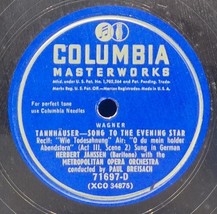 COLUMBIA
MASTERWORKS
For perfect tone
use Columbia Needles
WAGNER
TANNHÄUSER—SONG TO THE EVENING STAR
Recit: "Wie Todesahnung" Air: "O du mein holder
Abendstern" (Act III, Scene 2) Sung in German
HERBERT JANSSEN (Baritone) with the
METROPOLITAN OPERA ORCHESTRA
conducted by PAUL BREISACH
71697-D
(XCO 34875)